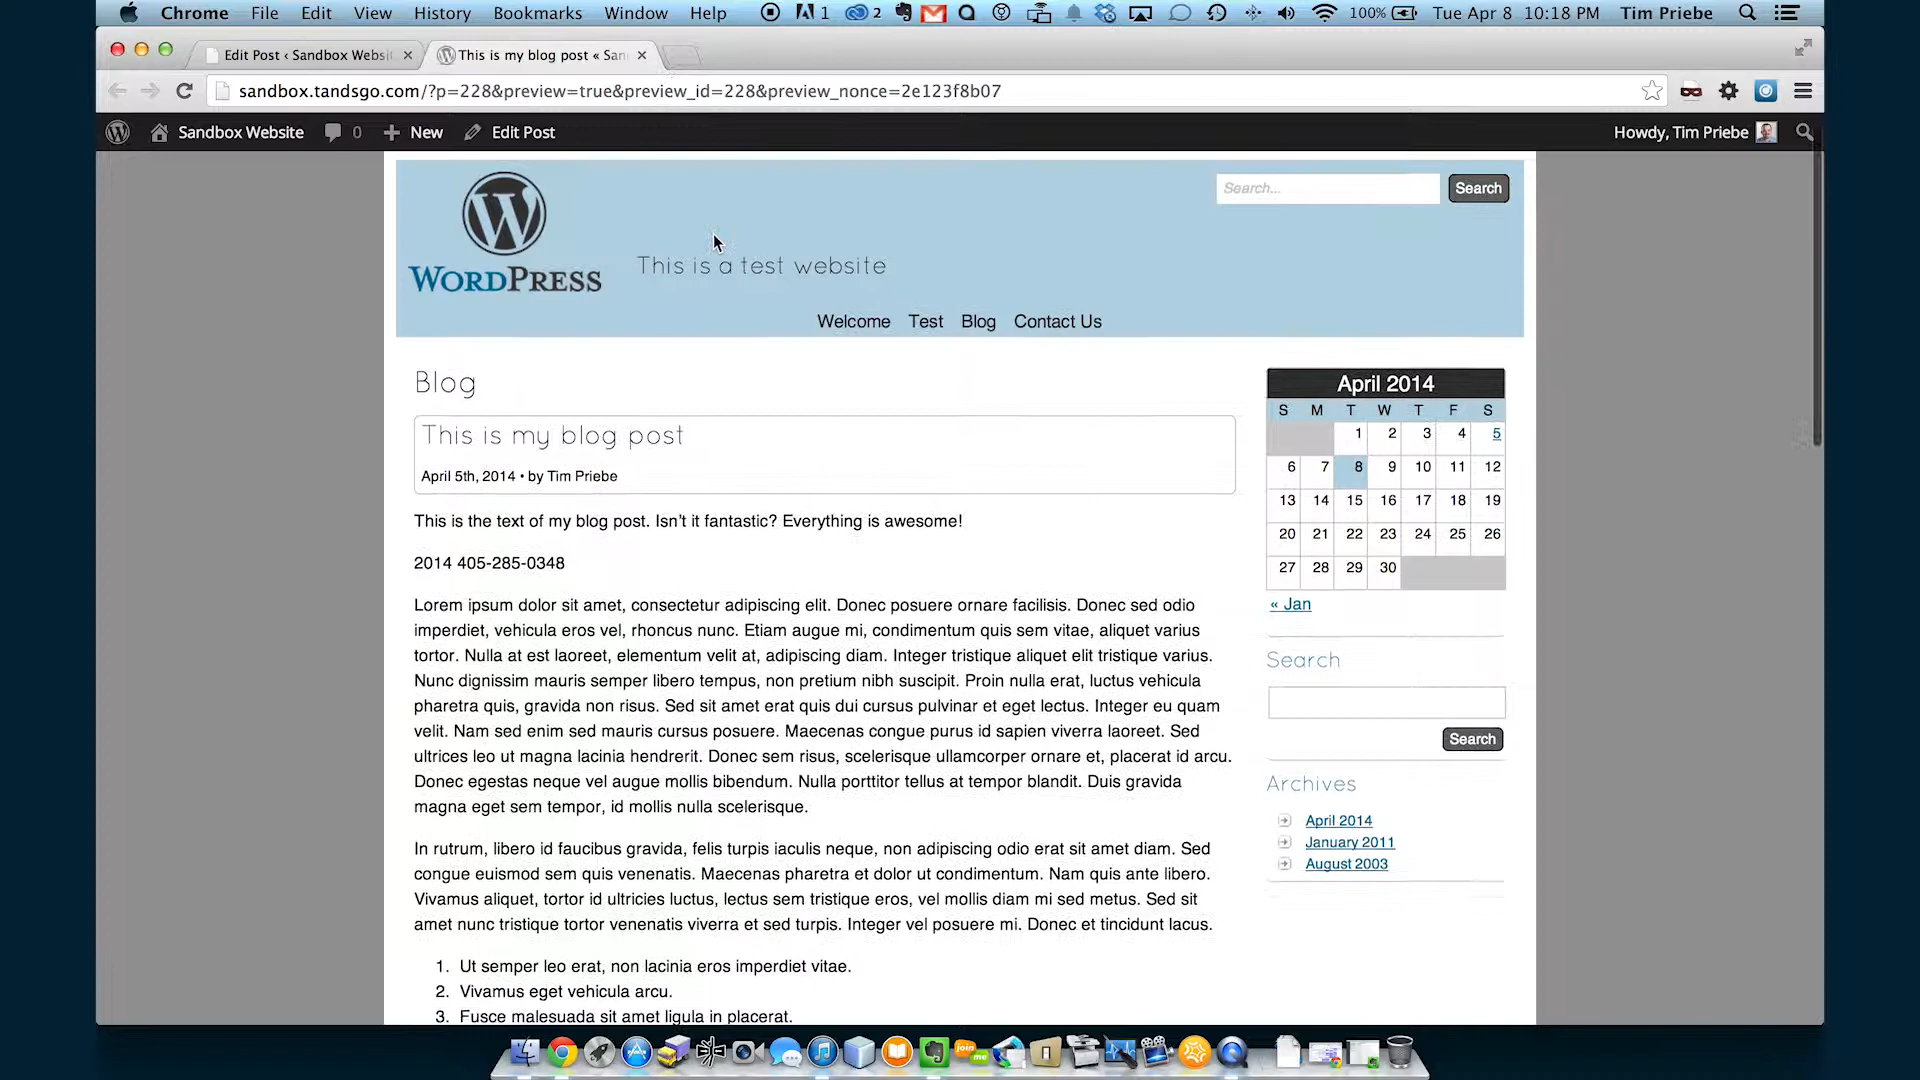 Chrome File Edit View History Bookmarks Window Help 1 2 100% Tue Apr 8 10:18 PM Tim Priebe
Edit Post ‹ Sandbox Websit
This is my blog post « San
sandbox.tandsgo.com/?p=228&preview=true&preview_id=228&preview_nonce=2e123f8b07
Sandbox Website 0 New Edit Post Howdy, Tim Priebe
Search... Search
WORDPRESS
This is a test website
Welcome Test Blog Contact Us
Blog
This is my blog post
April 5th, 2014 • by Tim Priebe
This is the text of my blog post. Isn't it fantastic? Everything is awesome!
2014 405-285-0348
Lorem ipsum dolor sit amet, consectetur adipiscing elit. Donec posuere ornare facilisis. Donec sed odio
imperdiet, vehicula eros vel, rhoncus nunc. Etiam augue mi, condimentum quis sem vitae, aliquet varius
tortor. Nulla at est laoreet, elementum velit at, adipiscing diam. Integer tristique aliquet elit tristique varius.
Nunc dignissim mauris semper libero tempus, non pretium nibh suscipit. Proin nulla erat, luctus vehicula
pharetra quis, gravida non risus. Sed sit amet erat quis dui cursus pulvinar et eget lectus. Integer eu quam
velit. Nam sed enim sed mauris cursus posuere. Maecenas congue purus id sapien viverra laoreet. Sed
ultrices leo ut magna lacinia hendrerit. Donec sem risus, scelerisque ullamcorper ornare et, placerat id arcu.
Donec egestas neque vel augue mollis bibendum. Nulla porttitor tellus at tempor blandit. Duis gravida
magna eget sem tempor, id mollis nulla scelerisque.
In rutrum, libero id faucibus gravida, felis turpis iaculis neque, non adipiscing odio erat sit amet diam. Sed
congue euismod sem quis venenatis. Maecenas pharetra et dolor ut condimentum. Nam quis ante libero.
Vivamus aliquet, tortor id ultricies luctus, lectus sem tristique eros, vel mollis diam mi sed metus. Sed sit
amet nunc tristique tortor venenatis viverra et sed turpis. Integer vel posuere mi. Donec et tincidunt lacus.
1. Ut semper leo erat, non lacinia eros imperdiet vitae.
2. Vivamus eget vehicula arcu.
3. Fusce malesuada sit amet ligula in placerat.
April 2014
S M T W T F S
1 2 3 4 5
6 7 8 9 10 11 12
13 14 15 16 17 18 19
20 21 22 23 24 25 26
27 28 29 30
« Jan
Search
Search
Archives
April 2014
January 2011
August 2003
join me